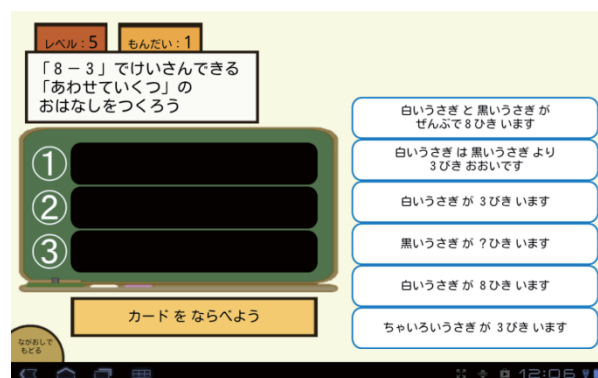 レベル:5
もんだい:1
「8-3」でけいさんできる
「あわせていくつ」の
おはなしをつくろう
①
②
③
カード を ならべよう
ながおしで
もどる
白いうさぎ と 黒いうさぎ が
ぜんぶで 8ひき います
白いうさぎ は 黒いうさぎ より
3びき おおいです
白いうさぎ が 3びき います
黒いうさぎ が ?ひき います
白いうさぎ が 8ひき います
ちゃいろいうさぎ が 3びき います
12:06